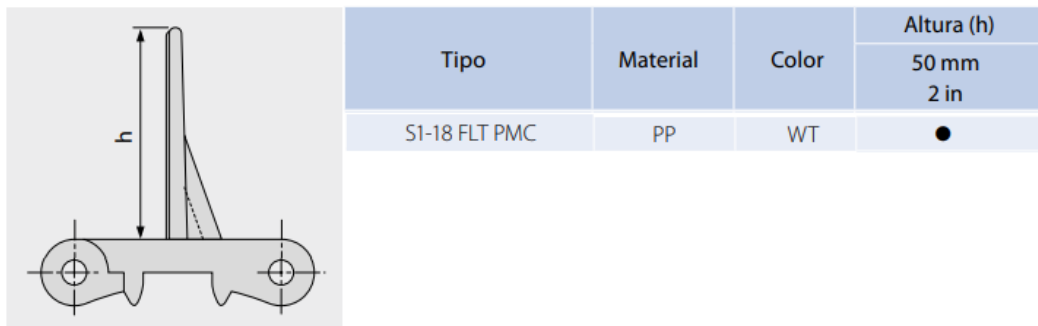 h
Tipo Material Color Altura (h)
50 mm
2 in
S1-18 FLT PMC PP WT ●